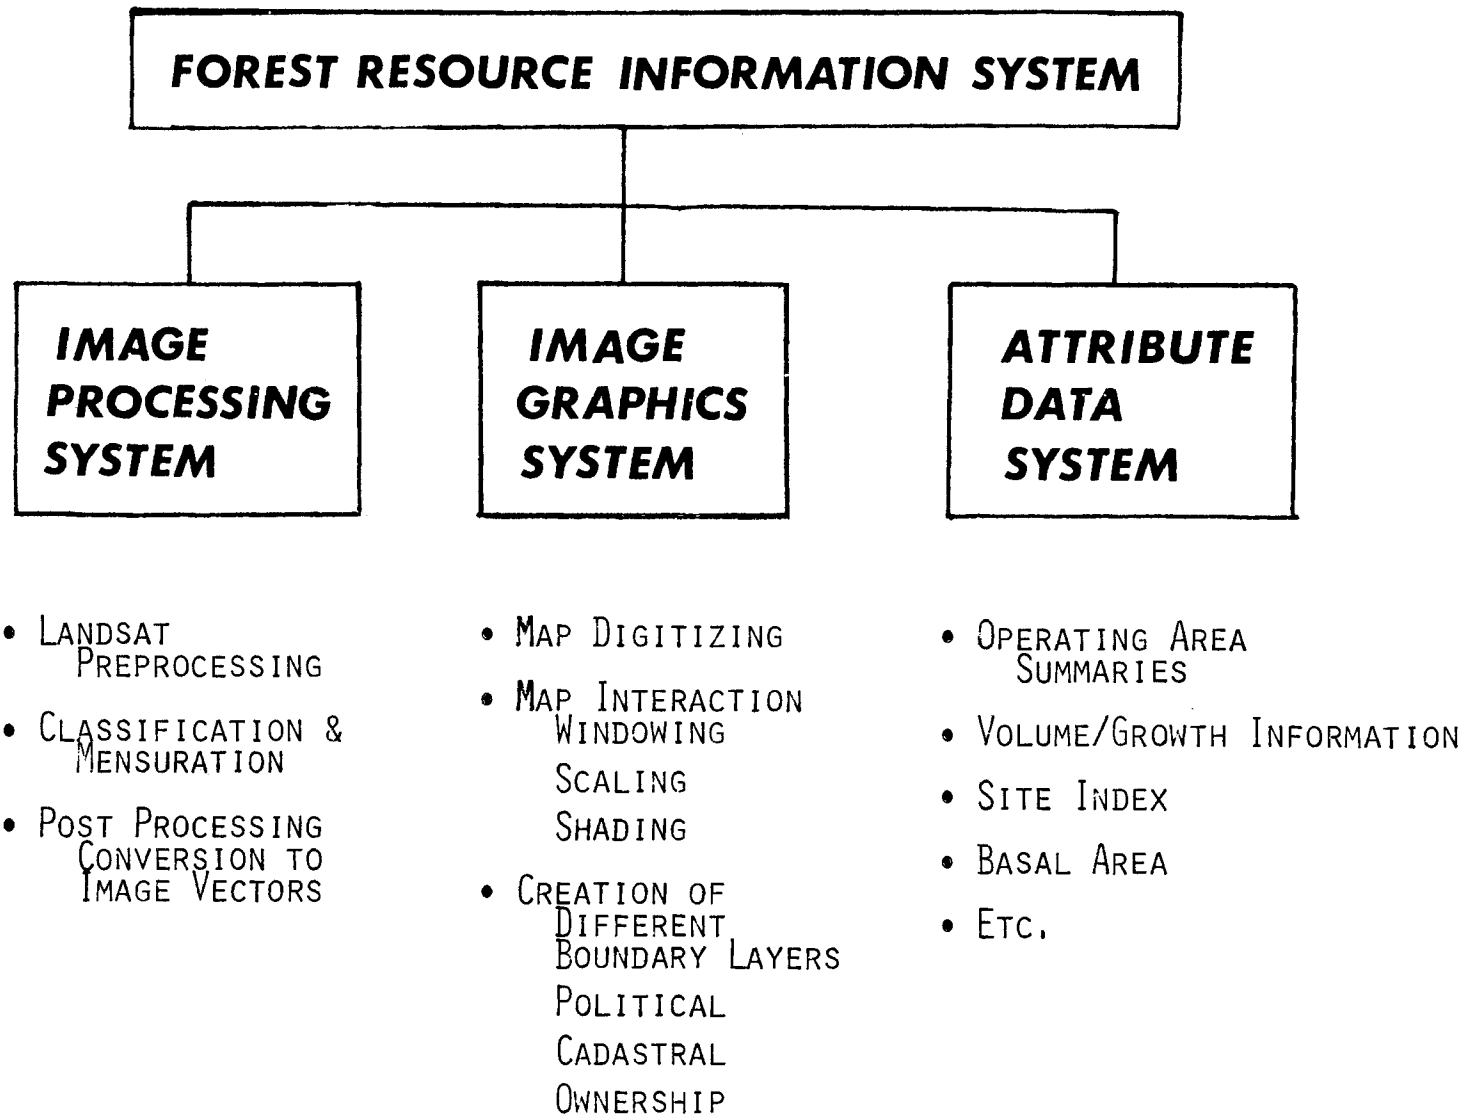 FOREST RESOURCE INFORMATION SYSTEM
IMAGE
PROCESSING
SYSTEM
IMAGE
GRAPHICS
SYSTEM
ATTRIBUTE
DATA
SYSTEM
• LANDSAT
PREPROCESSING
• CLASSIFICATION &
MENSURATION
• POST PROCESSING
CONVERSION TO
IMAGE VECTORS
• MAP DIGITIZING
• MAP INTERACTION
WINDOWING
SCALING
SHADING
• CREATION OF
DIFFERENT
BOUNDARY LAYERS
POLITICAL
CADASTRAL
OWNERSHIP
• OPERATING AREA
SUMMARIES
• VOLUME/GROWTH INFORMATION
• SITE INDEX
• BASAL AREA
• ETC.